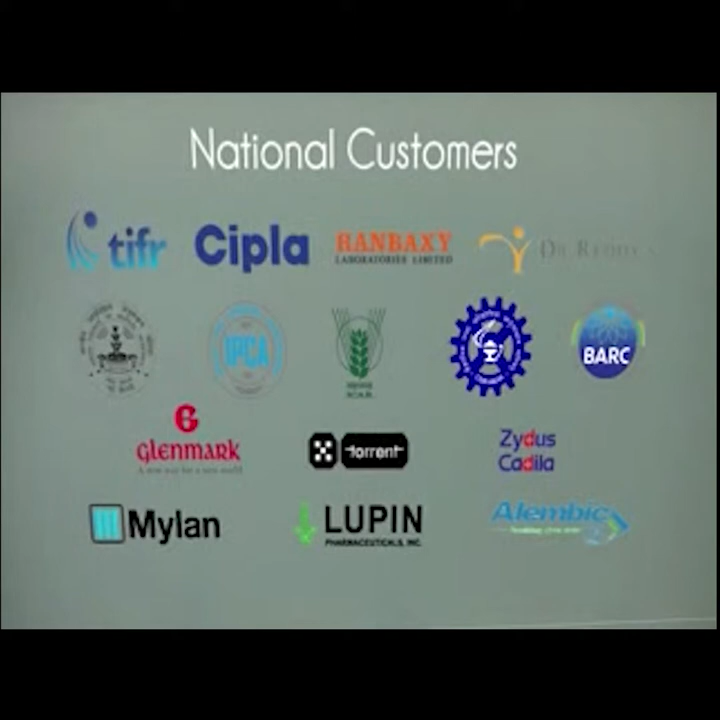 National Customers
tifr
Cipla
RANBAXY
LABORATORIES LIMITED
DR. REDDY'S
IPCA
BARC
GLENMARK
A new way for a new world
torrent
Zydus
Cadila
Mylan
LUPIN
PHARMACEUTICALS, INC.
Alembic